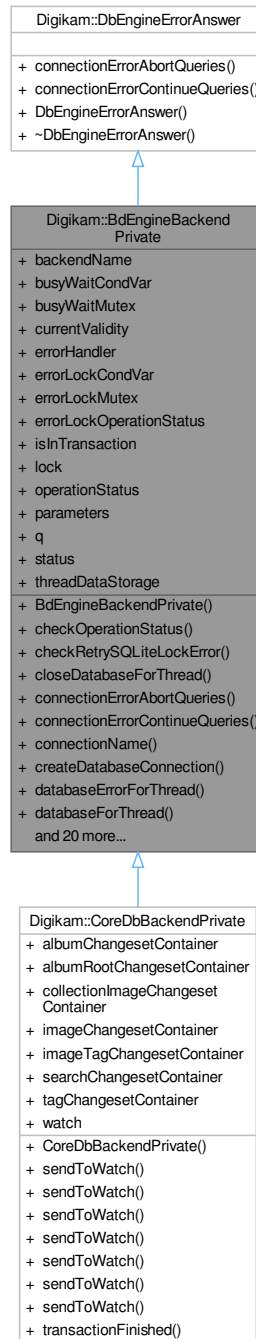 Digikam::DbEngineErrorAnswer
+ connectionErrorAbortQueries()
+ connectionErrorContinueQueries()
+ DbEngineErrorAnswer()
+ ~DbEngineErrorAnswer()
Digikam::BdEngineBackend
Private
+ backendName
+ busyWaitCondVar
+ busyWaitMutex
+ currentValidity
+ errorHandler
+ errorLockCondVar
+ errorLockMutex
+ errorLockOperationStatus
+ isInTransaction
+ lock
+ operationStatus
+ parameters
+ q
+ status
+ threadDataStorage
+ BdEngineBackendPrivate()
+ checkOperationStatus()
+ checkRetrySQLiteLockError()
+ closeDatabaseForThread()
+ connectionErrorAbortQueries()
+ connectionErrorContinueQueries()
+ connectionName()
+ createDatabaseConnection()
+ databaseErrorForThread()
+ databaseForThread()
and 20 more...
Digikam::CoreDbBackendPrivate
+ albumChangesetContainer
+ albumRootChangesetContainer
+ collectionImageChangeset
Container
+ imageChangesetContainer
+ imageTagChangesetContainer
+ searchChangesetContainer
+ tagChangesetContainer
+ watch
+ CoreDbBackendPrivate()
+ sendToWatch()
+ sendToWatch()
+ sendToWatch()
+ sendToWatch()
+ sendToWatch()
+ sendToWatch()
+ sendToWatch()
+ transactionFinished()